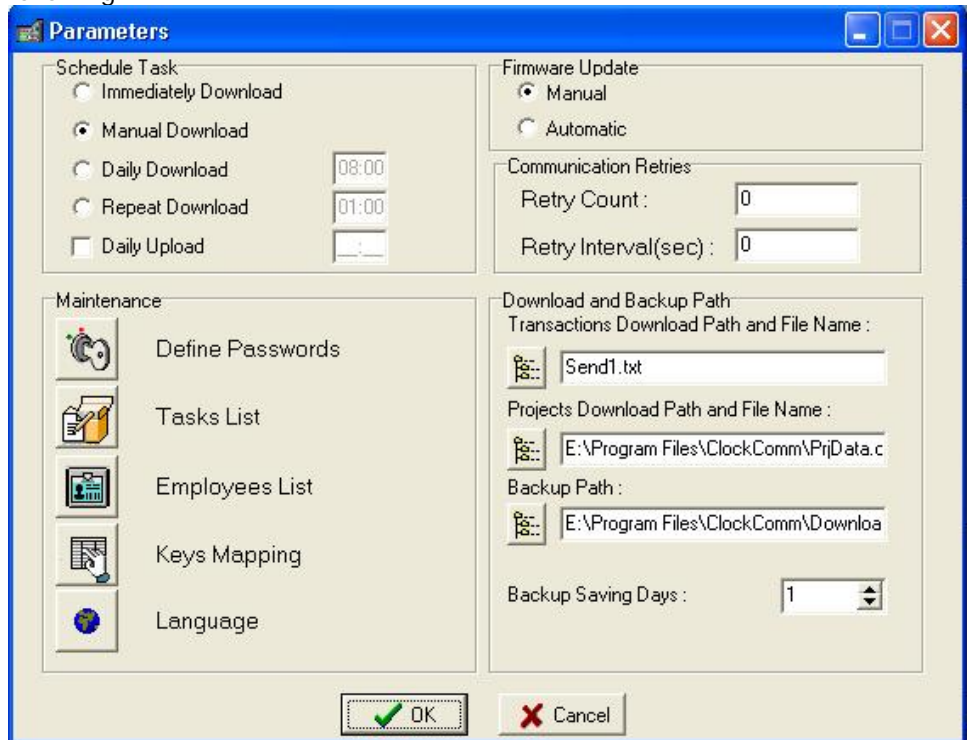 Parameters
Schedule Task
Immediately Download
Manual Download
Daily Download 08:00
Repeat Download 01:00
Daily Upload __:__
Firmware Update
Manual
Automatic
Communication Retries
Retry Count : 0
Retry Interval(sec) : 0
Maintenance
Define Passwords
Tasks List
Employees List
Keys Mapping
Language
Download and Backup Path
Transactions Download Path and File Name :
Send1.txt
Projects Download Path and File Name :
E:\Program Files\ClockComm\PrjData.c
Backup Path :
E:\Program Files\ClockComm\Downloa
Backup Saving Days : 1
OK
Cancel